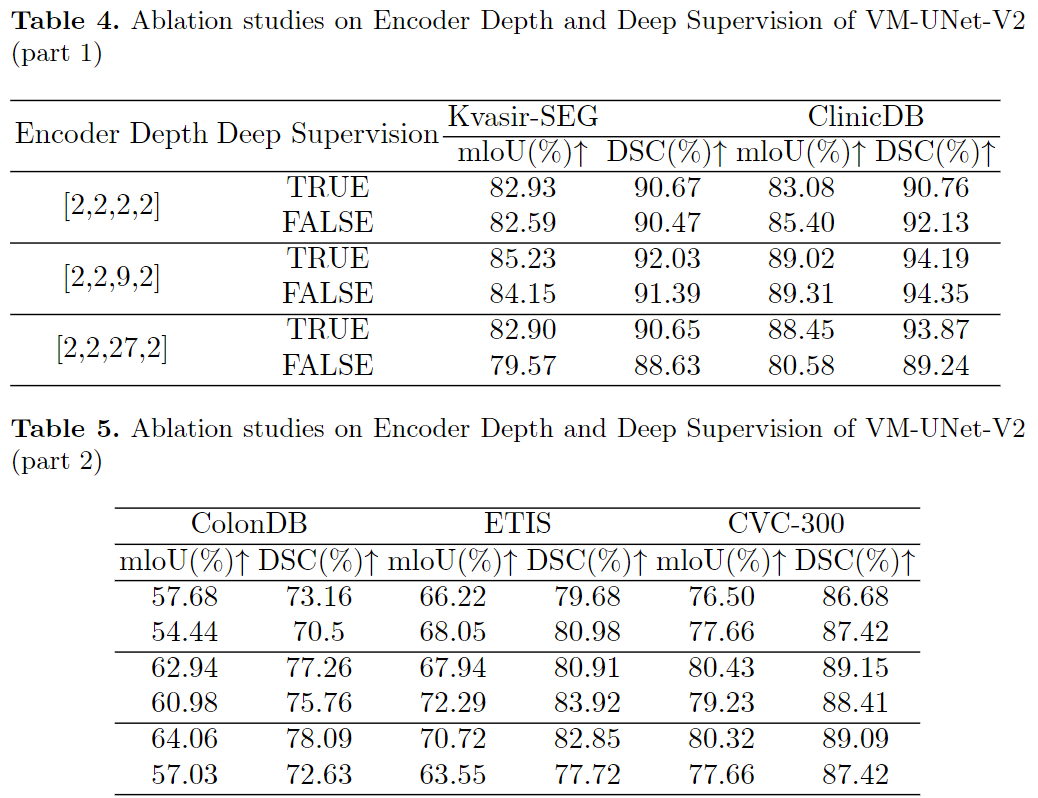 Table 4. Ablation studies on Encoder Depth and Deep Supervision of VM-UNet-V2
(part 1)
Encoder Depth Deep Supervision Kvasir-SEG ClinicDB
mIoU(%)↑ DSC(%)↑ mIoU(%)↑ DSC(%)↑
[2,2,2,2] TRUE 82.93 90.67 83.08 90.76
FALSE 82.59 90.47 85.40 92.13
[2,2,9,2] TRUE 85.23 92.03 89.02 94.19
FALSE 84.15 91.39 89.31 94.35
[2,2,27,2] TRUE 82.90 90.65 88.45 93.87
FALSE 79.57 88.63 80.58 89.24
Table 5. Ablation studies on Encoder Depth and Deep Supervision of VM-UNet-V2
(part 2)
ColonDB ETIS CVC-300
mIoU(%)↑ DSC(%)↑ mIoU(%)↑ DSC(%)↑ mIoU(%)↑ DSC(%)↑
57.68 73.16 66.22 79.68 76.50 86.68
54.44 70.5 68.05 80.98 77.66 87.42
62.94 77.26 67.94 80.91 80.43 89.15
60.98 75.76 72.29 83.92 79.23 88.41
64.06 78.09 70.72 82.85 80.32 89.09
57.03 72.63 63.55 77.72 77.66 87.42